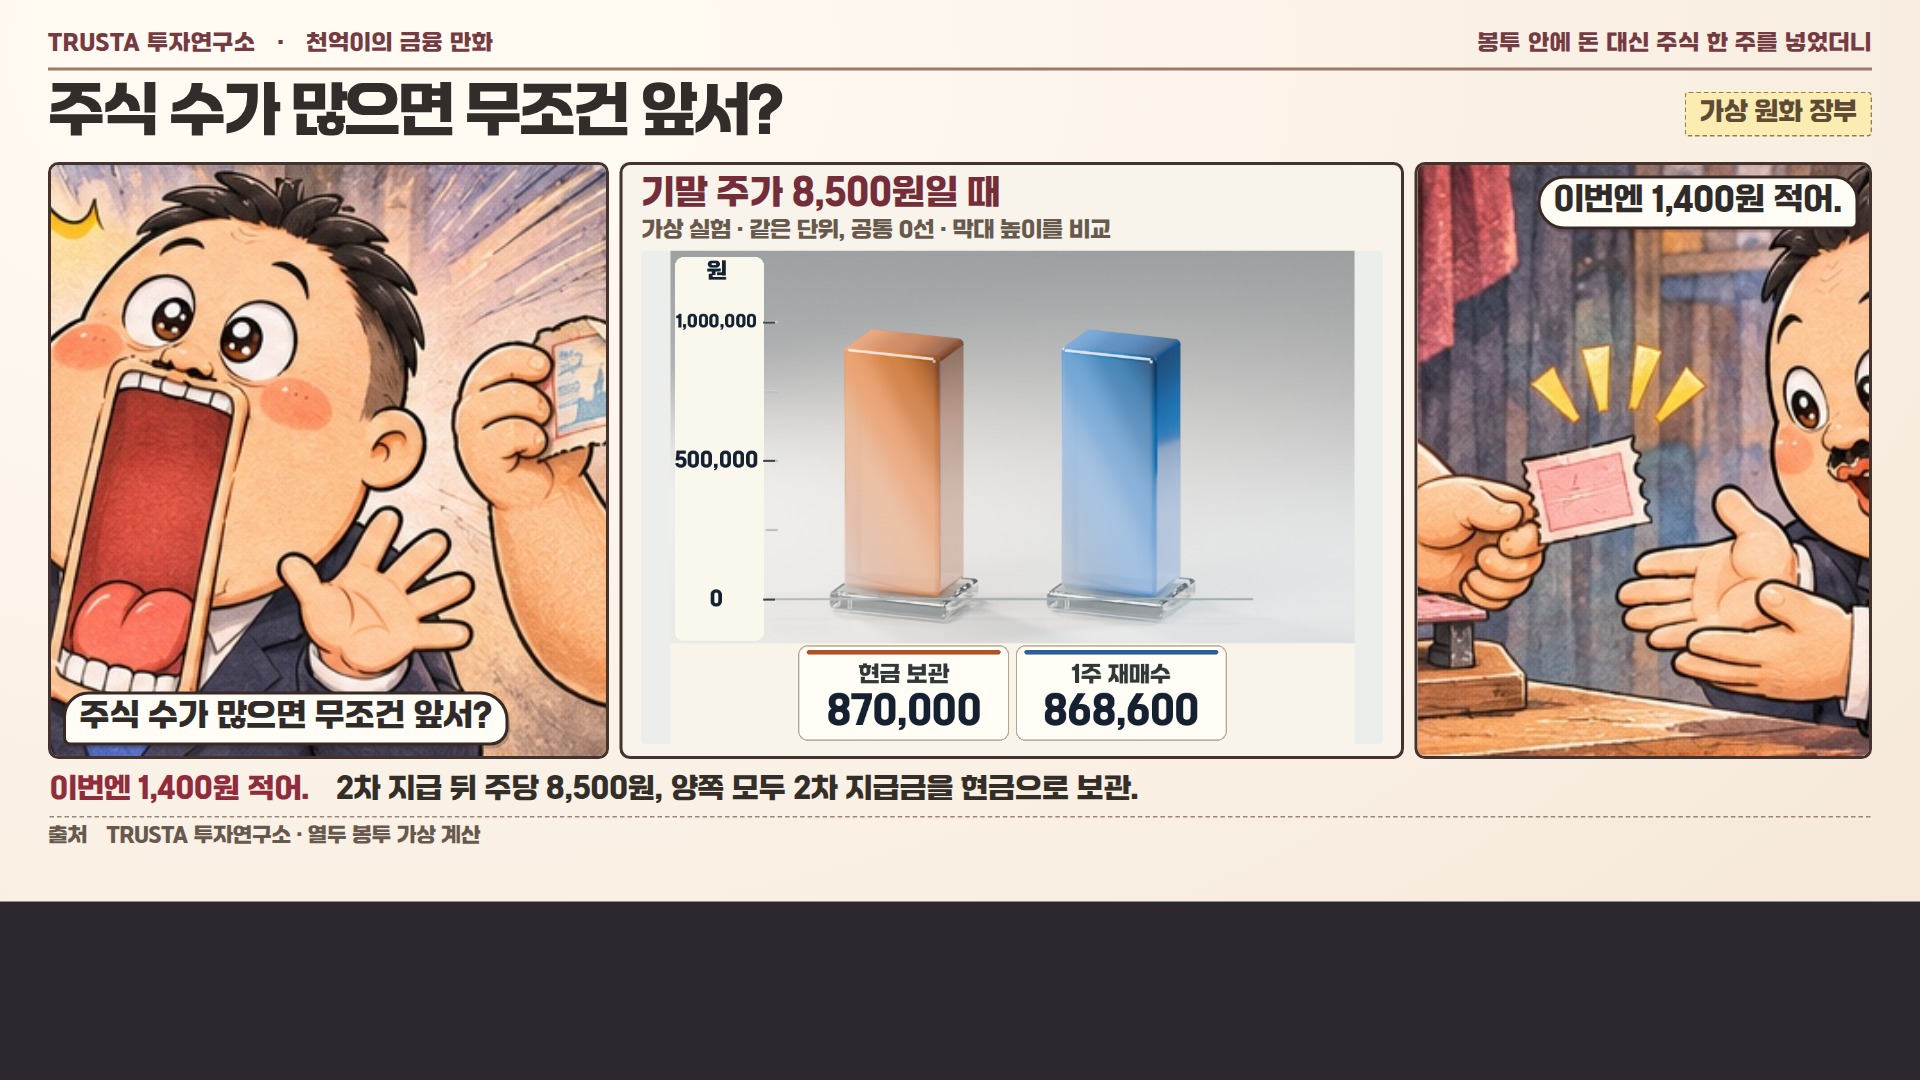 TRUSTA 투자연구소 · 천억이의 금융 만화
봉투 안에 돈 대신 주식 한 주를 넣었더니
주식 수가 많으면 무조건 앞서?
가상 원화 장부
주식 수가 많으면 무조건 앞서?
기말 주가 8,500원일 때
가상 실험 · 같은 단위, 공통 0선 · 막대 높이를 비교
원
1,000,000
500,000
0
현금 보관
870,000
1주 재매수
868,600
이번엔 1,400원 적어.
이번엔 1,400원 적어. 2차 지급 뒤 주당 8,500원, 양쪽 모두 2차 지급금을 현금으로 보관.
출처 TRUSTA 투자연구소 · 열두 봉투 가상 계산